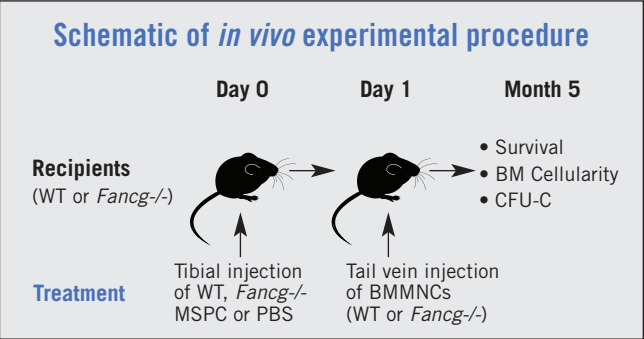 Schematic of in vivo experimental procedure
Day 0 Day 1 Month 5
Recipients
(WT or Fancg-/-)
• Survival
• BM Cellularity
• CFU-C
Treatment
Tibial injection
of WT, Fancg-/-
MSPC or PBS
Tail vein injection
of BMMNCs
(WT or Fancg-/-)